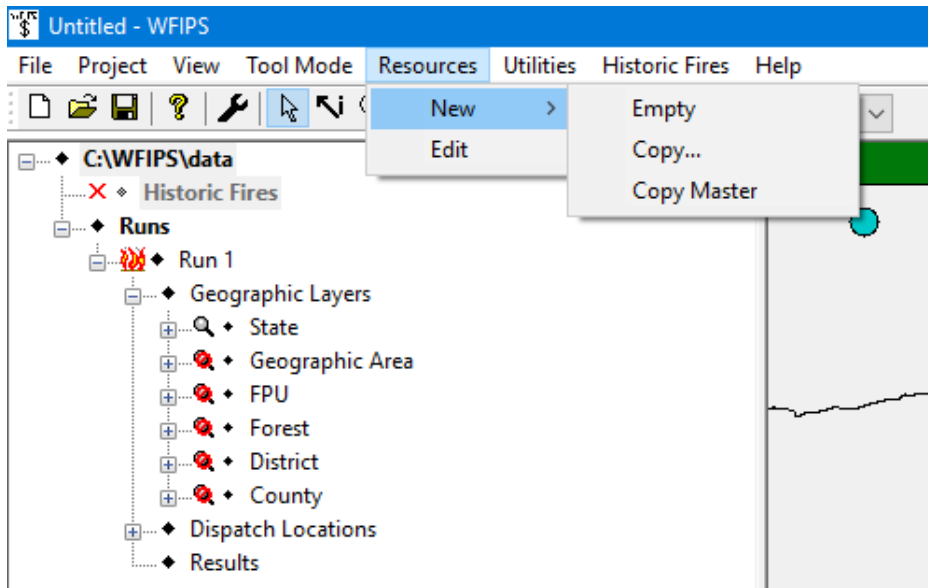 Untitled - WFIPS
File Project View Tool Mode Resources Utilities Historic Fires Help
New > Empty
Edit Copy...
Copy Master
C:\WFIPS\data
Historic Fires
Runs
Run 1
Geographic Layers
State
Geographic Area
FPU
Forest
District
County
Dispatch Locations
Results